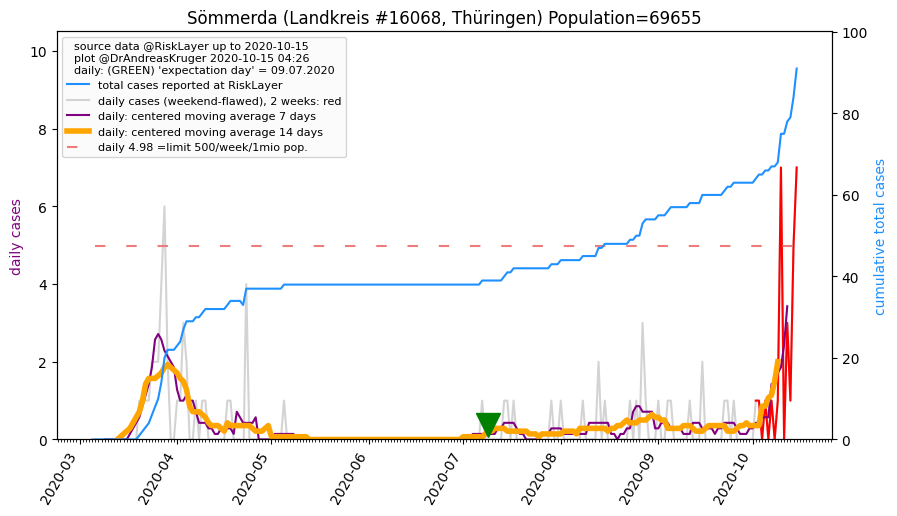 Sömmerda (Landkreis #16068, Thüringen) Population=69655
source data @RiskLayer up to 2020-10-15
plot @DrAndreasKruger 2020-10-15 04:26
daily: (GREEN) 'expectation day' = 09.07.2020
total cases reported at RiskLayer
daily cases (weekend-flawed), 2 weeks: red
daily: centered moving average 7 days
daily: centered moving average 14 days
daily 4.98 =limit 500/week/1mio pop.
daily cases
10
8
6
4
2
0
cumulative total cases
100
80
60
40
20
0
2020-03
2020-04
2020-05
2020-06
2020-07
2020-08
2020-09
2020-10